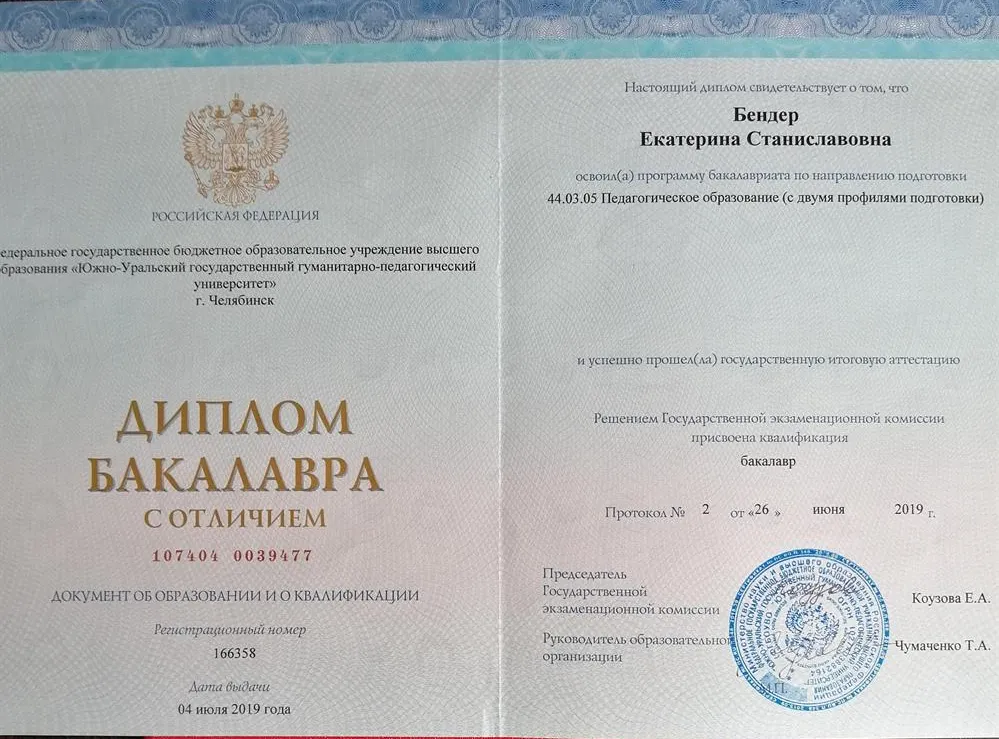 РОССИЙСКАЯ ФЕДЕРАЦИЯ
едеральное государственное бюджетное образовательное учреждение высшего
бразования «Южно-Уральский государственный гуманитарно-педагогический
университет»
г. Челябинск
ДИПЛОМ
БАКАЛАВРА
С ОТЛИЧИЕМ
107404 0039477
ДОКУМЕНТ ОБ ОБРАЗОВАНИИ И О КВАЛИФИКАЦИИ
Регистрационный номер
166358
Дата выдачи
04 июля 2019 года
Настоящий диплом свидетельствует о том, что
Бендер
Екатерина Станиславовна
освоил(а) программу бакалавриата по направлению подготовки
44.03.05 Педагогическое образование (с двумя профилями подготовки)
и успешно прошел(ла) государственную итоговую аттестацию
Решением Государственной экзаменационной комиссии
присвоена квалификация
бакалавр
Протокол № 2 от «26 » июня 2019 г.
Председатель
Государственной
экзаменационной комиссии
Коузова Е.А.
Руководитель образовательно
организации
Чумаченко Т.А.
М.П.